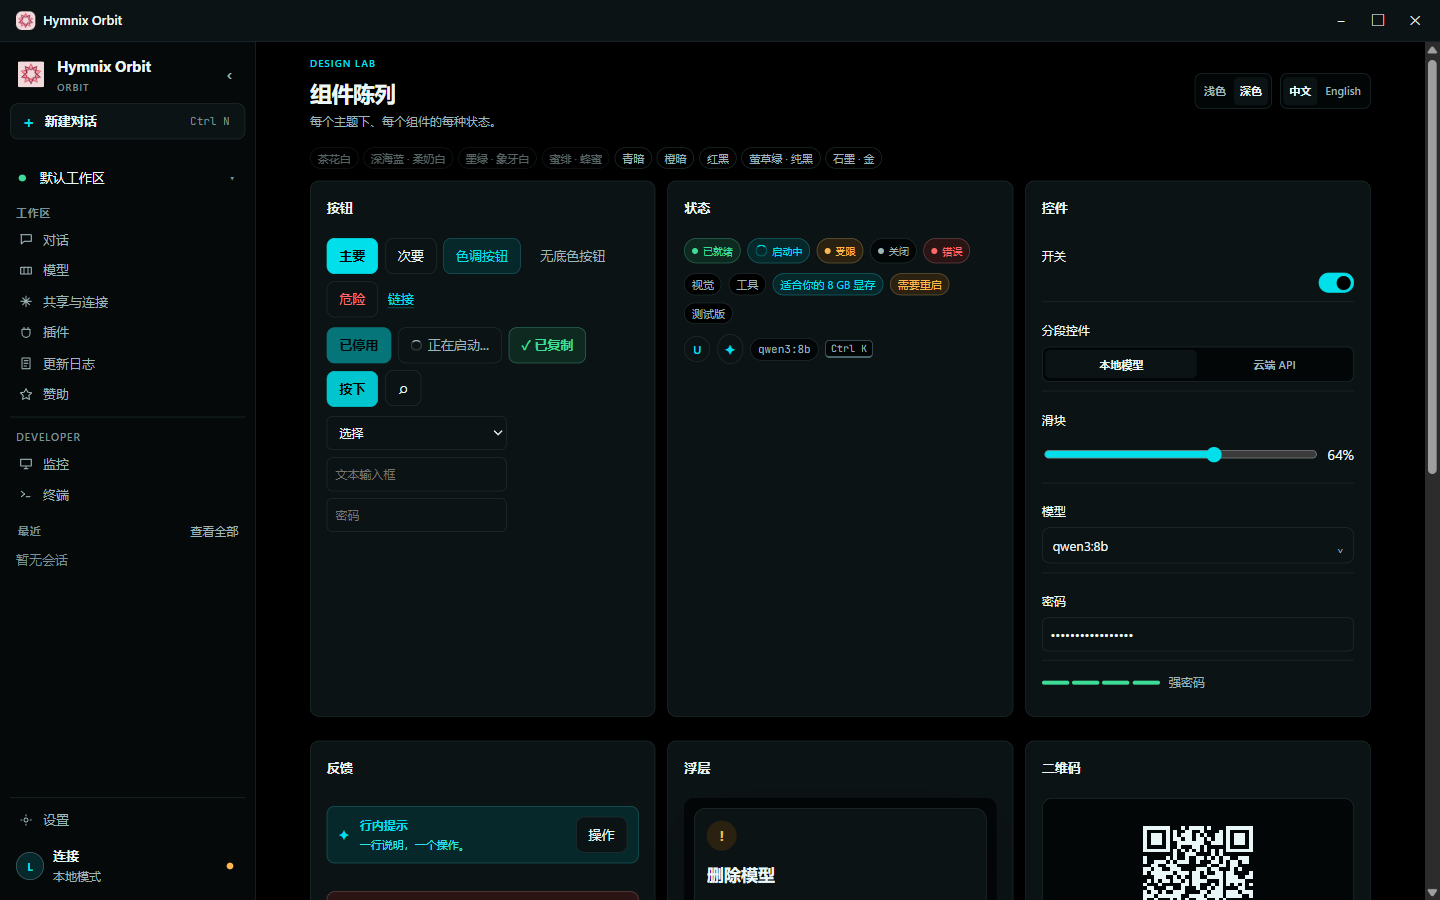 Hymnix Orbit
Hymnix Orbit
ORBIT
新建对话 Ctrl N
默认工作区
工作区
对话
模型
共享与连接
插件
更新日志
赞助
DEVELOPER
监控
终端
最近 查看全部
暂无会话
设置
L 连接
本地模式
DESIGN LAB
组件陈列
每个主题下、每个组件的每种状态。
浅色 深色 中文 English
茶花白 深海蓝 · 柔奶白 墨绿 · 象牙白 蜜绯 · 蜂蜜 青暗 橙暗 红黑 萱草绿 · 纯黑 石墨 · 金
按钮
主要 次要 色调按钮 无底色按钮
危险 链接
已停用 正在启动... ✓ 已复制
按下
选择
文本输入框
密码
状态
已就绪 启动中 受限 关闭 错误
视觉 工具 适合你的 8 GB 显存 需要重启
测试版
U qwen3:8b Ctrl K
控件
开关
分段控件
本地模型 云端 API
滑块
64%
模型
qwen3:8b
密码
•••••••••••••••••
强密码
反馈
行内提示
一行说明，一个操作。
操作
浮层
!
删除模型
二维码